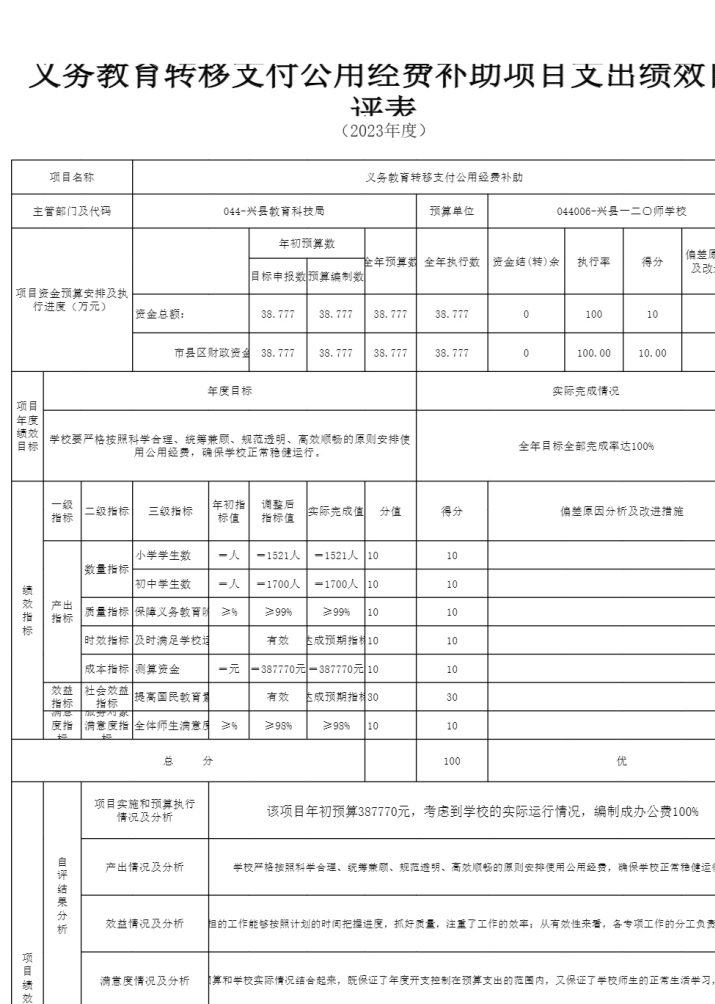 义务教育转移支付公用经费补助项目支出绩效
评表
（2023年度）
项目名称 义务教育转移支付公用经费补助
主管部门及代码 044-兴县教育科技局 预算单位 044006-兴县一二〇师学校
项目资金预算安排及执
行进度（万元）
年初预算数
目标申报数 预算编制数 全年预算数 全年执行数 资金结(转)余 执行率 得分 偏差原
及改
资金总额: 38.777 38.777 38.777 38.777 0 100 10
市县区财政资金 38.777 38.777 38.777 38.777 0 100.00 10.00
项目
年度
绩效
目标
年度目标 实际完成情况
学校要严格按照科学合理、统筹兼顾、规范透明、高效顺畅的原则安排使
用公用经费，确保学校正常稳健运行。
全年目标全部完成率达100%
绩
效
指
标
一级
指标 二级指标 三级指标 年初指
标值 调整后
指标值 实际完成值 分值 得分 偏差原因分析及改进措施
产出
指标
数量指标 小学学生数 ＝人 ＝1521人 ＝1521人 10 10
初中学生数 ＝人 ＝1700人 ＝1700人 10 10
质量指标 保障义务教育 ≥% ≥99% ≥99% 10 10
时效指标 及时满足学校 有效 达成预期指标 10 10
成本指标 测算资金 ＝元 ＝387770元 ＝387770元 10 10
效益
指标 社会效益
指标 提高国民教育 有效 达成预期指标 30 30
满意
度指
标 服务对象
满意度指
标 全体师生满意度 ≥% ≥98% ≥98% 10 10
总 分 100 优
项
目
绩
效
自
评
结
果
分
析
项目实施和预算执行
情况及分析 该项目年初预算387770元，考虑到学校的实际运行情况，编制成办公费100%
产出情况及分析 学校严格按照科学合理、统筹兼顾、规范透明、高效顺畅的原则安排使用公用经费，确保学校正常稳健运行
效益情况及分析 的工作能够按照计划的时间把握进度，抓好质量，注重了工作的效率；从有效性来看，各专项工作的分工负责
满意度情况及分析 算和学校实际情况结合起来，既保证了年度开支控制在预算支出的范围内，又保证了学校师生的正常生活学习，